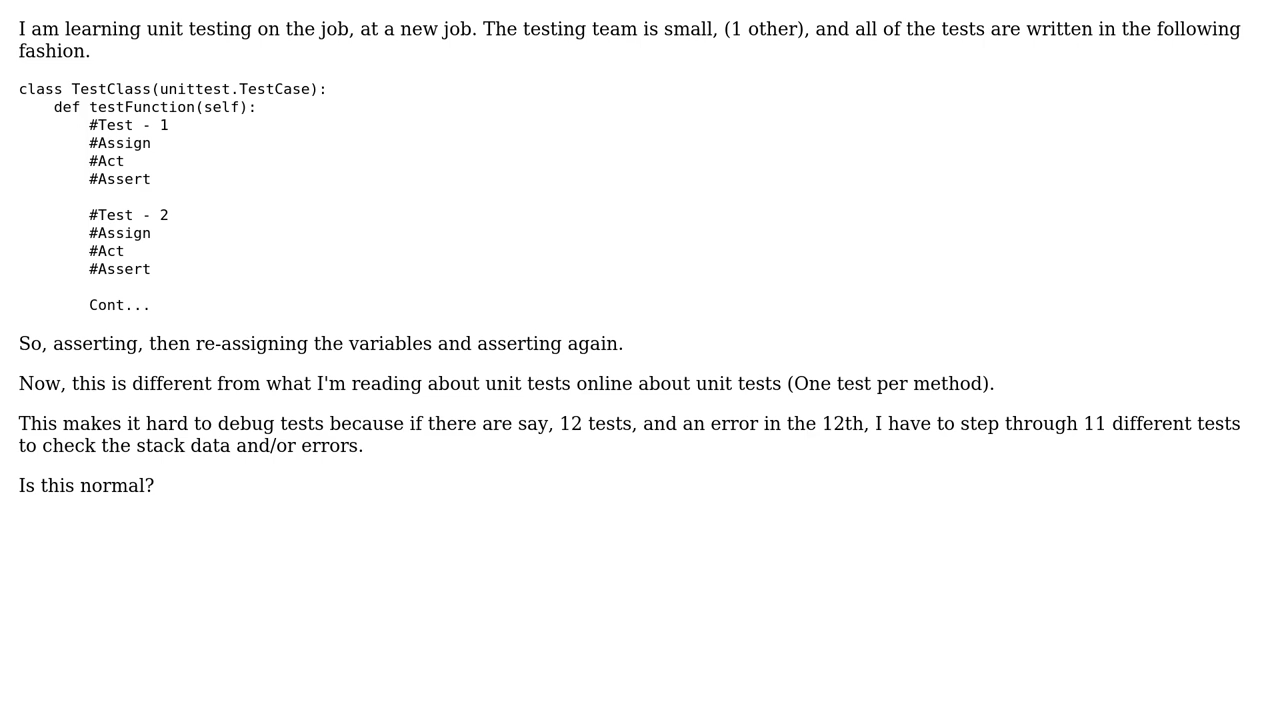 I am learning unit testing on the job, at a new job. The testing team is small, (1 other), and all of the tests are written in the following
fashion.
class TestClass(unittest.TestCase):
    def testFunction(self):
        #Test - 1
        #Assign
        #Act
        #Assert

        #Test - 2
        #Assign
        #Act
        #Assert

        Cont...
So, asserting, then re-assigning the variables and asserting again.
Now, this is different from what I'm reading about unit tests online about unit tests (One test per method).
This makes it hard to debug tests because if there are say, 12 tests, and an error in the 12th, I have to step through 11 different tests
to check the stack data and/or errors.
Is this normal?